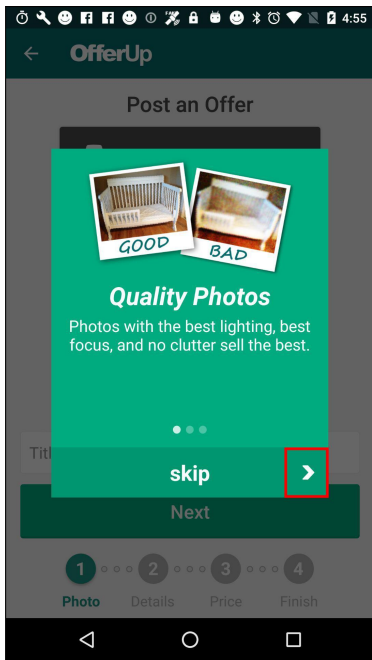 4:55
OfferUp
Post an Offer
GOOD
BAD
Quality Photos
Photos with the best lighting, best
focus, and no clutter sell the best.
Titl
skip
Next
1 2 3 4
Photo Details Price Finish